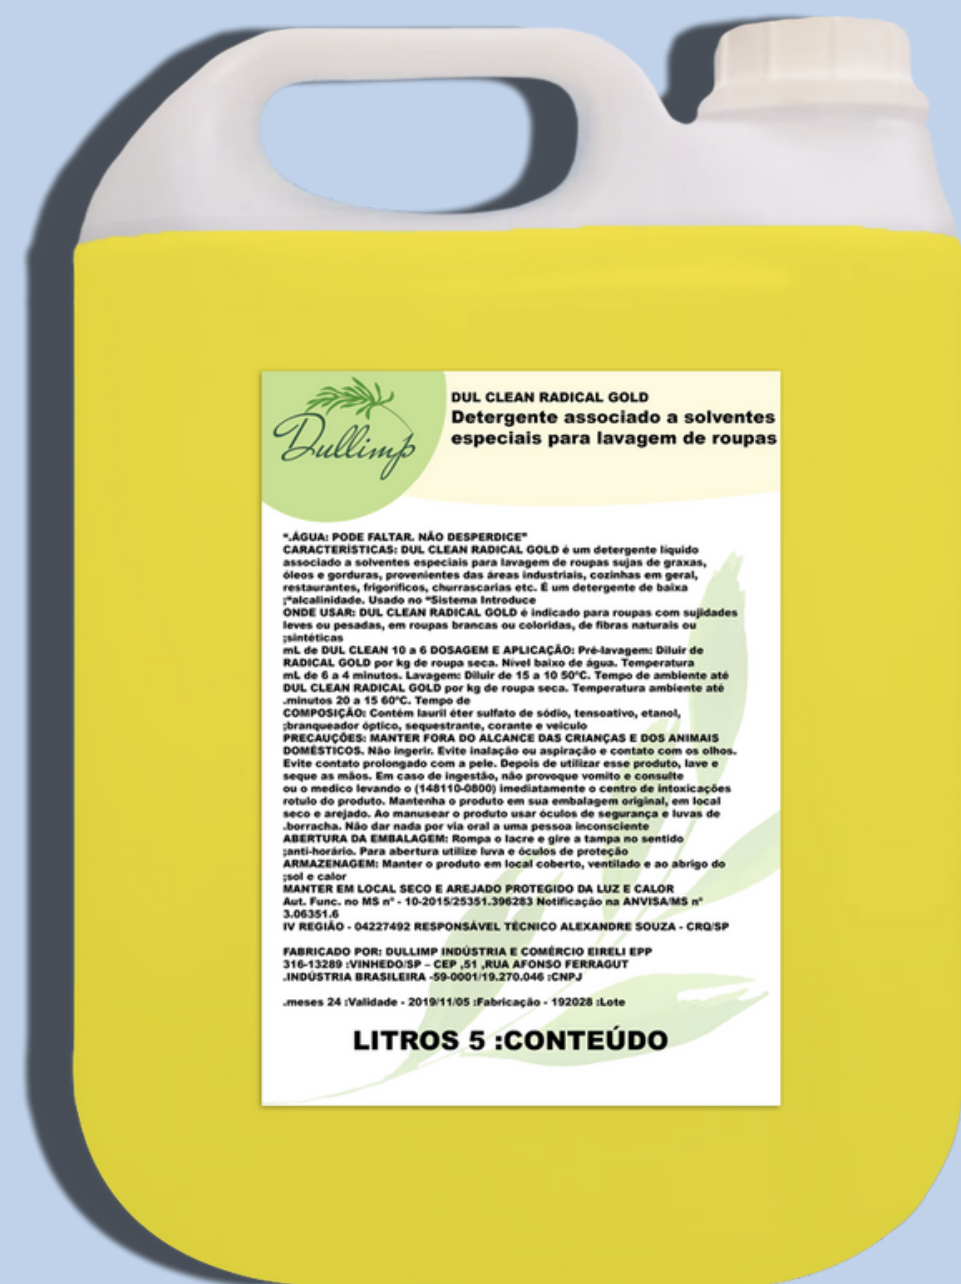 Dullimp
DUL CLEAN RADICAL GOLD
Detergente associado a solventes
especiais para lavagem de roupas
“.ÁGUA: PODE FALTAR. NÃO DESPERDICE”
CARACTERÍSTICAS: DUL CLEAN RADICAL GOLD é um detergente líquido
associado a solventes especiais para lavagem de roupas sujas de graxas,
óleos e gorduras, provenientes das áreas industriais, cozinhas em geral,
restaurantes, frigoríficos, churrascarias etc. É um detergente de baixa
;“alcalinidade. Usado no “Sistema Introduce
ONDE USAR: DUL CLEAN RADICAL GOLD é indicado para roupas com sujidades
leves ou pesadas, em roupas brancas ou coloridas, de fibras naturais ou
;sintéticas
mL de DUL CLEAN 10 a 6 DOSAGEM E APLICAÇÃO: Pré-lavagem: Diluir de
RADICAL GOLD por kg de roupa seca. Nível baixo de água. Temperatura
mL de 6 a 4 minutos. Lavagem: Diluir de 15 a 10 50°C. Tempo de ambiente até
DUL CLEAN RADICAL GOLD por kg de roupa seca. Temperatura ambiente até
.minutos 20 a 15 60°C. Tempo de
COMPOSIÇÃO: Contém lauril éter sulfato de sódio, tensoativo, etanol,
;branqueador óptico, sequestrante, corante e veículo
PRECAUÇÕES: MANTER FORA DO ALCANCE DAS CRIANÇAS E DOS ANIMAIS
DOMÉSTICOS. Não ingerir. Evite inalação ou aspiração e contato com os olhos.
Evite contato prolongado com a pele. Depois de utilizar esse produto, lave e
seque as mãos. Em caso de ingestão, não provoque vomito e consulte
ou o medico levando o (148110-0800) imediatamente o centro de intoxicações
rotulo do produto. Mantenha o produto em sua embalagem original, em local
seco e arejado. Ao manusear o produto usar óculos de segurança e luvas de
.borracha. Não dar nada por via oral a uma pessoa inconsciente
ABERTURA DA EMBALAGEM: Rompa o lacre e gire a tampa no sentido
;anti-horário. Para abertura utilize luva e óculos de proteção
ARMAZENAGEM: Manter o produto em local coberto, ventilado e ao abrigo do
;sol e calor
MANTER EM LOCAL SECO E AREJADO PROTEGIDO DA LUZ E CALOR
Aut. Func. no MS nº - 10-2015/25351.396283 Notificação na ANVISA/MS nº
3.06351.6
IV REGIÃO - 04227492 RESPONSÁVEL TÉCNICO ALEXANDRE SOUZA - CRQ/SP
FABRICADO POR: DULLIMP INDÚSTRIA E COMÉRCIO EIRELI EPP
316-13289 :VINHEDO/SP – CEP ,51 ,RUA AFONSO FERRAGUT
.INDÚSTRIA BRASILEIRA -59-0001/19.270.046 :CNPJ
.meses 24 :Validade - 2019/11/05 :Fabricação - 192028 :Lote
LITROS 5 :CONTEÚDO